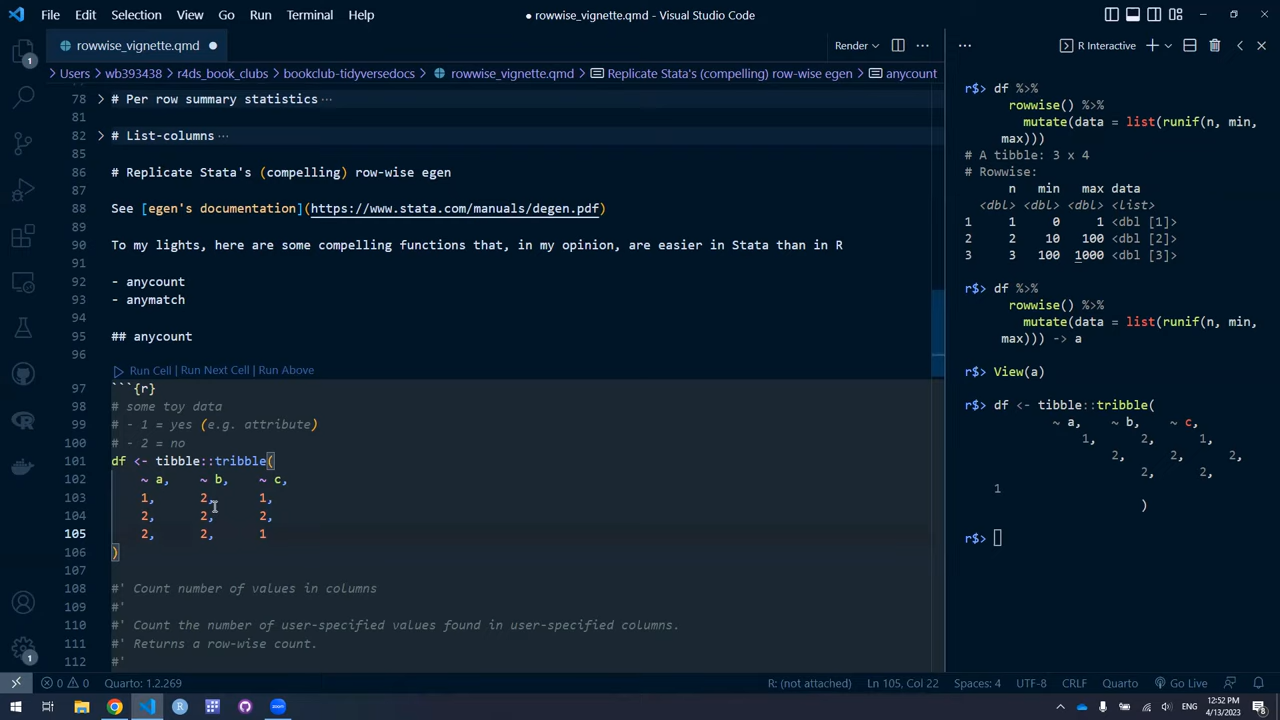 File Edit Selection View Go Run Terminal Help
● rowwise_vignette.qmd - Visual Studio Code
rowwise_vignette.qmd ●
Render
R Interactive
Users > wb393438 > r4ds_book_clubs > bookclub-tidyversedocs > rowwise_vignette.qmd > Replicate Stata's (compelling) row-wise egen > anycount
78 > # Per row summary statistics ···
81
82 > # List-columns ···
85
86 # Replicate Stata's (compelling) row-wise egen
87
88 See [egen's documentation](https://www.stata.com/manuals/degen.pdf)
89
90 To my lights, here are some compelling functions that, in my opinion, are easier in Stata than in R
91
92 - anycount
93 - anymatch
94
95 ## anycount
96
Run Cell | Run Next Cell | Run Above
97 ```{r}
98 # some toy data
99 # - 1 = yes (e.g. attribute)
100 # - 2 = no
101 df <- tibble::tribble(
102 ~ a, ~ b, ~ c,
103 1, 2, 1,
104 2, 2, 2,
105 2, 2, 1
106 )
107
108 #' Count number of values in columns
109 #'
110 #' Count the number of user-specified values found in user-specified columns.
111 #' Returns a row-wise count.
112 #'
r$> df %>%
rowwise() %>%
mutate(data = list(runif(n, min,
max)))
# A tibble: 3 x 4
# Rowwise:
n min max data
<dbl> <dbl> <dbl> <list>
1 1 0 1 <dbl [1]>
2 2 10 100 <dbl [2]>
3 3 100 1000 <dbl [3]>
r$> df %>%
rowwise() %>%
mutate(data = list(runif(n, min,
max))) -> a
r$> View(a)
r$> df <- tibble::tribble(
~ a, ~ b, ~ c,
1, 2, 1,
2, 2, 2,
2, 2,
1
)
r$>
1
1
0 0 Quarto: 1.2.269
R: (not attached) Ln 105, Col 22 Spaces: 4 UTF-8 CRLF Quarto Go Live
ENG 12:52 PM
4/13/2023
8